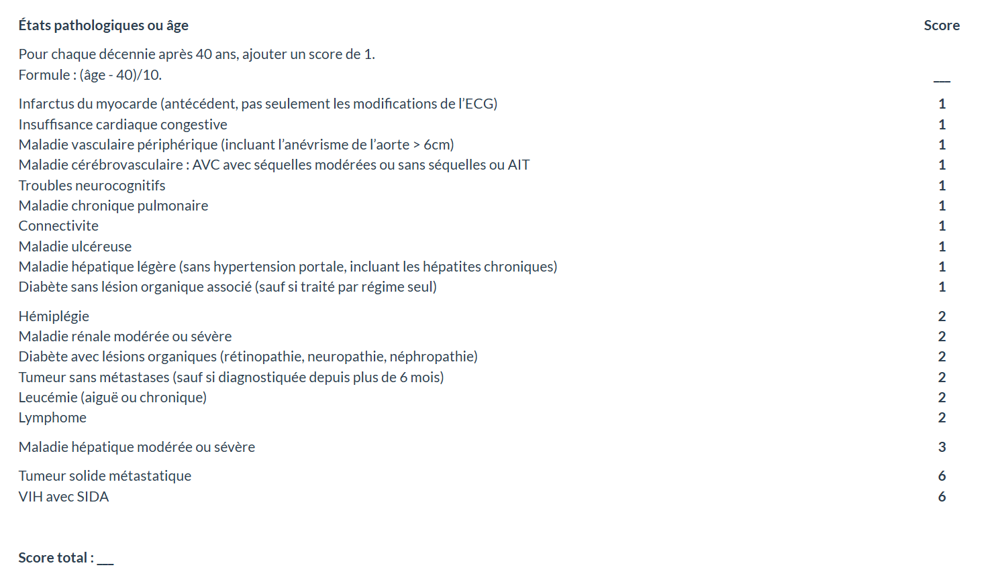 États pathologiques ou âge Score
Pour chaque décennie après 40 ans, ajouter un score de 1.
Formule : (âge - 40)/10. ___
Infarctus du myocarde (antécédent, pas seulement les modifications de l’ECG) 1
Insuffisance cardiaque congestive 1
Maladie vasculaire périphérique (incluant l’anévrisme de l’aorte > 6cm) 1
Maladie cérébrovasculaire : AVC avec séquelles modérées ou sans séquelles ou AIT 1
Troubles neurocognitifs 1
Maladie chronique pulmonaire 1
Connectivite 1
Maladie ulcéreuse 1
Maladie hépatique légère (sans hypertension portale, incluant les hépatites chroniques) 1
Diabète sans lésion organique associé (sauf si traité par régime seul) 1
Hémiplégie 2
Maladie rénale modérée ou sévère 2
Diabète avec lésions organiques (rétinopathie, neuropathie, néphropathie) 2
Tumeur sans métastases (sauf si diagnostiquée depuis plus de 6 mois) 2
Leucémie (aiguë ou chronique) 2
Lymphome 2
Maladie hépatique modérée ou sévère 3
Tumeur solide métastatique 6
VIH avec SIDA 6
Score total : ___